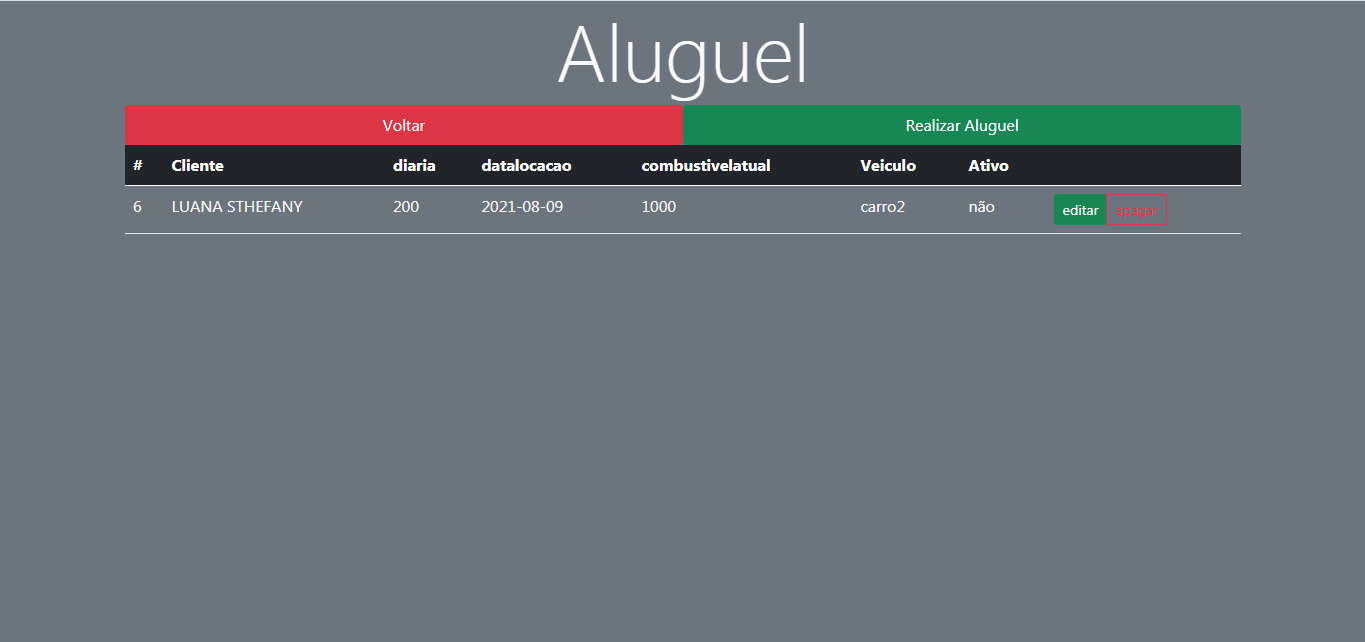 Aluguel
Voltar Realizar Aluguel
# Cliente diaria datalocacao combustivelatual Veiculo Ativo
6 LUANA STHEFANY 200 2021-08-09 1000 carro2 não editar apagar